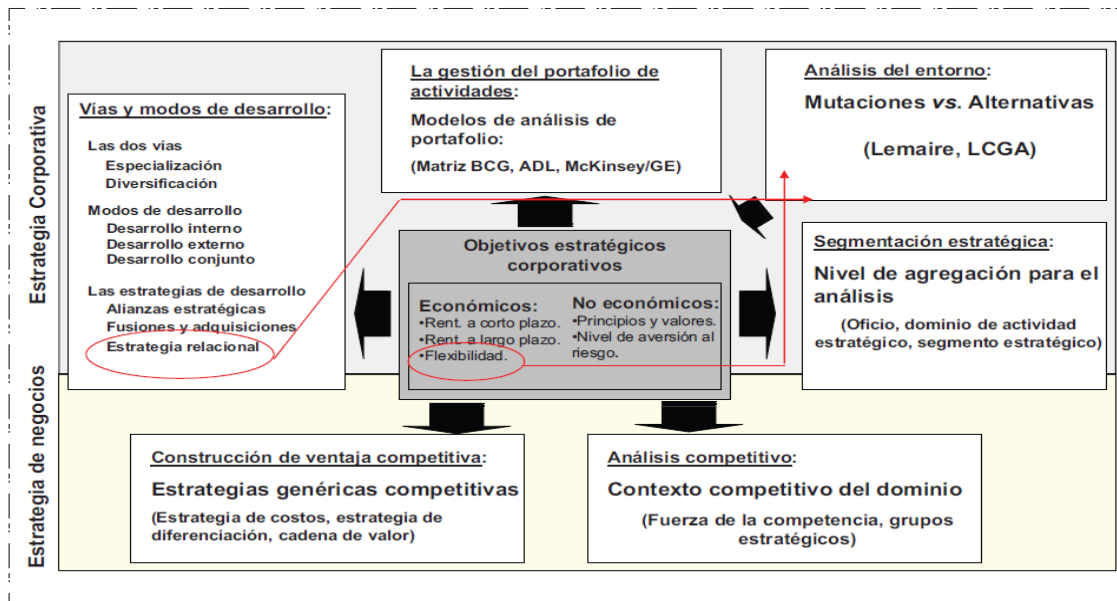 Estrategia Corporativa
Vías y modos de desarrollo:
Las dos vías
Especialización
Diversificación
Modos de desarrollo
Desarrollo interno
Desarrollo externo
Desarrollo conjunto
Las estrategias de desarrollo
Alianzas estratégicas
Fusiones y adquisiciones
Estrategia relacional
La gestión del portafolio de
actividades:
Modelos de análisis de
portafolio:
(Matriz BCG, ADL, McKinsey/GE)
Análisis del entorno:
Mutaciones vs. Alternativas
(Lemaire, LCGA)
Objetivos estratégicos
corporativos
Económicos:
•Rent. a corto plazo.
•Rent. a largo plazo.
•Flexibilidad.
No económicos:
•Principios y valores.
•Nivel de aversión al
riesgo.
Segmentación estratégica:
Nivel de agregación para el
análisis
(Oficio, dominio de actividad
estratégico, segmento estratégico)
Estrategia de negocios
Construcción de ventaja competitiva:
Estrategias genéricas competitivas
(Estrategia de costos, estrategia de
diferenciación, cadena de valor)
Análisis competitivo:
Contexto competitivo del dominio
(Fuerza de la competencia, grupos
estratégicos)